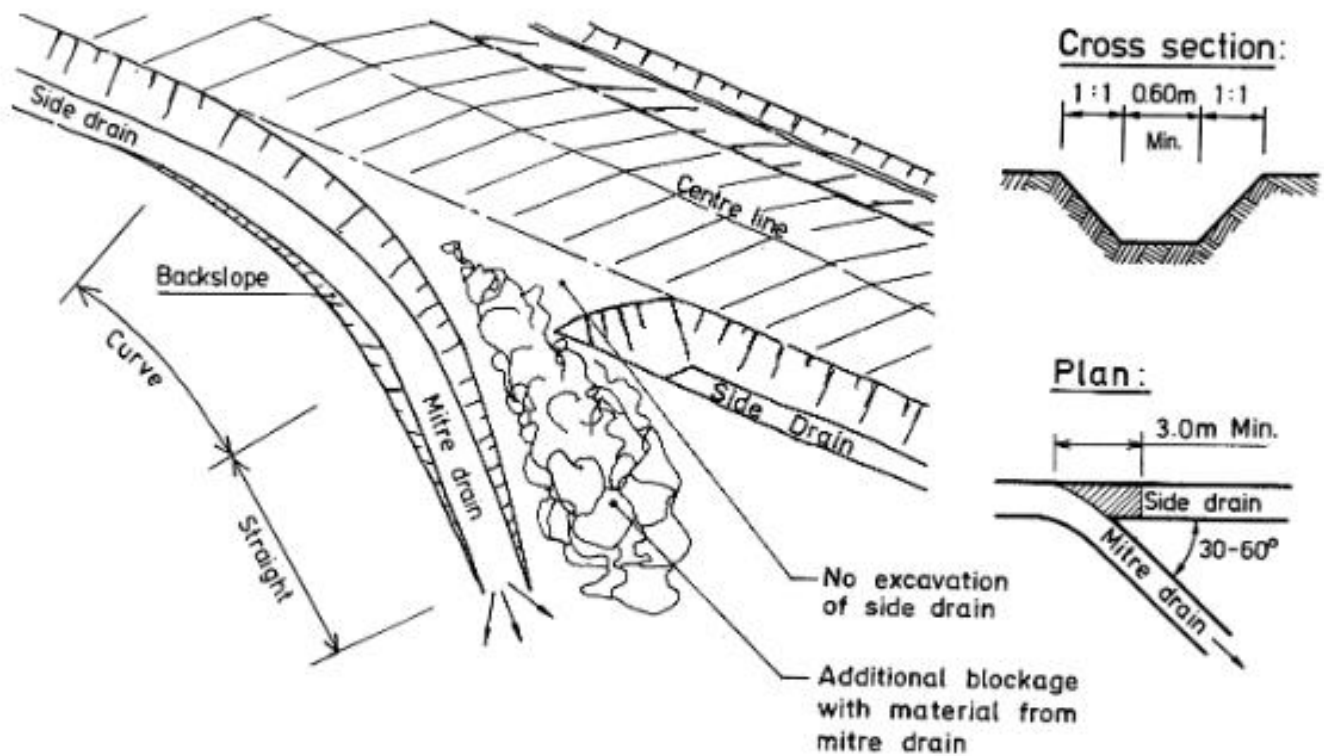 Side drain
Backslope
Curve
Straight
Mitre drain
Centre line
Side Drain
No excavation
of side drain
Additional blockage
with material from
mitre drain
Cross section:
1:1 0.60m 1:1
Min.
Plan:
3.0m Min.
Side drain
30-60°
Mitre drain